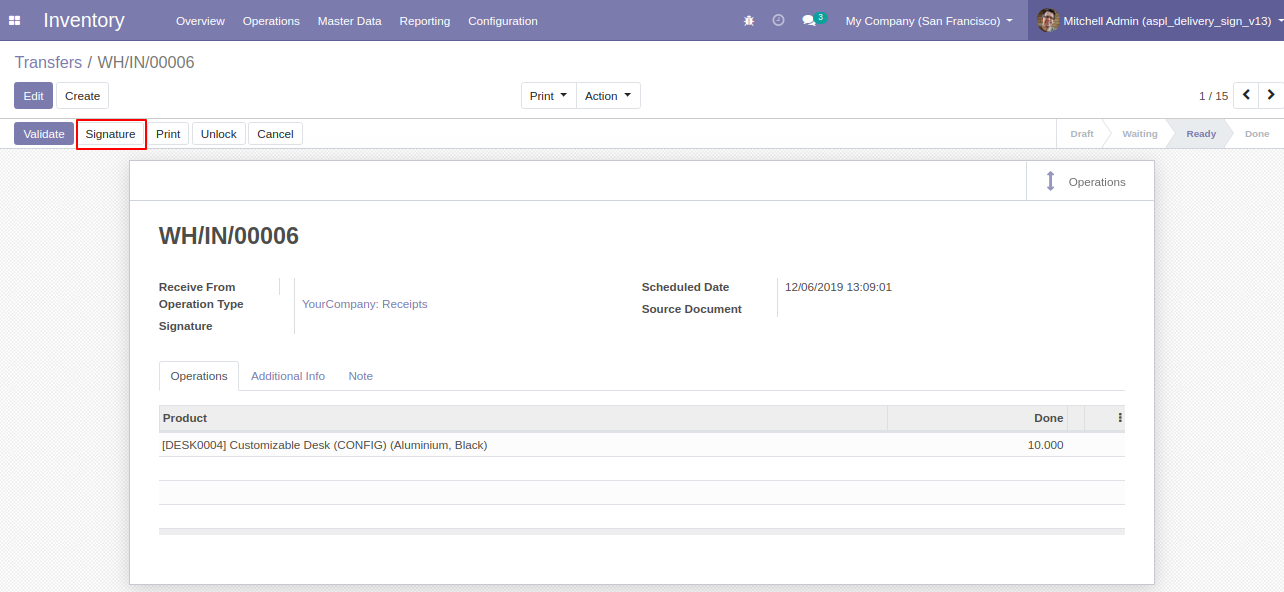 Inventory Overview Operations Master Data Reporting Configuration 3 My Company (San Francisco) Mitchell Admin (aspl_delivery_sign_v13)
Transfers / WH/IN/00006
Edit Create Print Action 1 / 15
Validate Signature Print Unlock Cancel Draft Waiting Ready Done
Operations
WH/IN/00006
Receive From Scheduled Date 12/06/2019 13:09:01
Operation Type YourCompany: Receipts Source Document
Signature
Operations Additional Info Note
Product Done
[DESK0004] Customizable Desk (CONFIG) (Aluminium, Black) 10.000